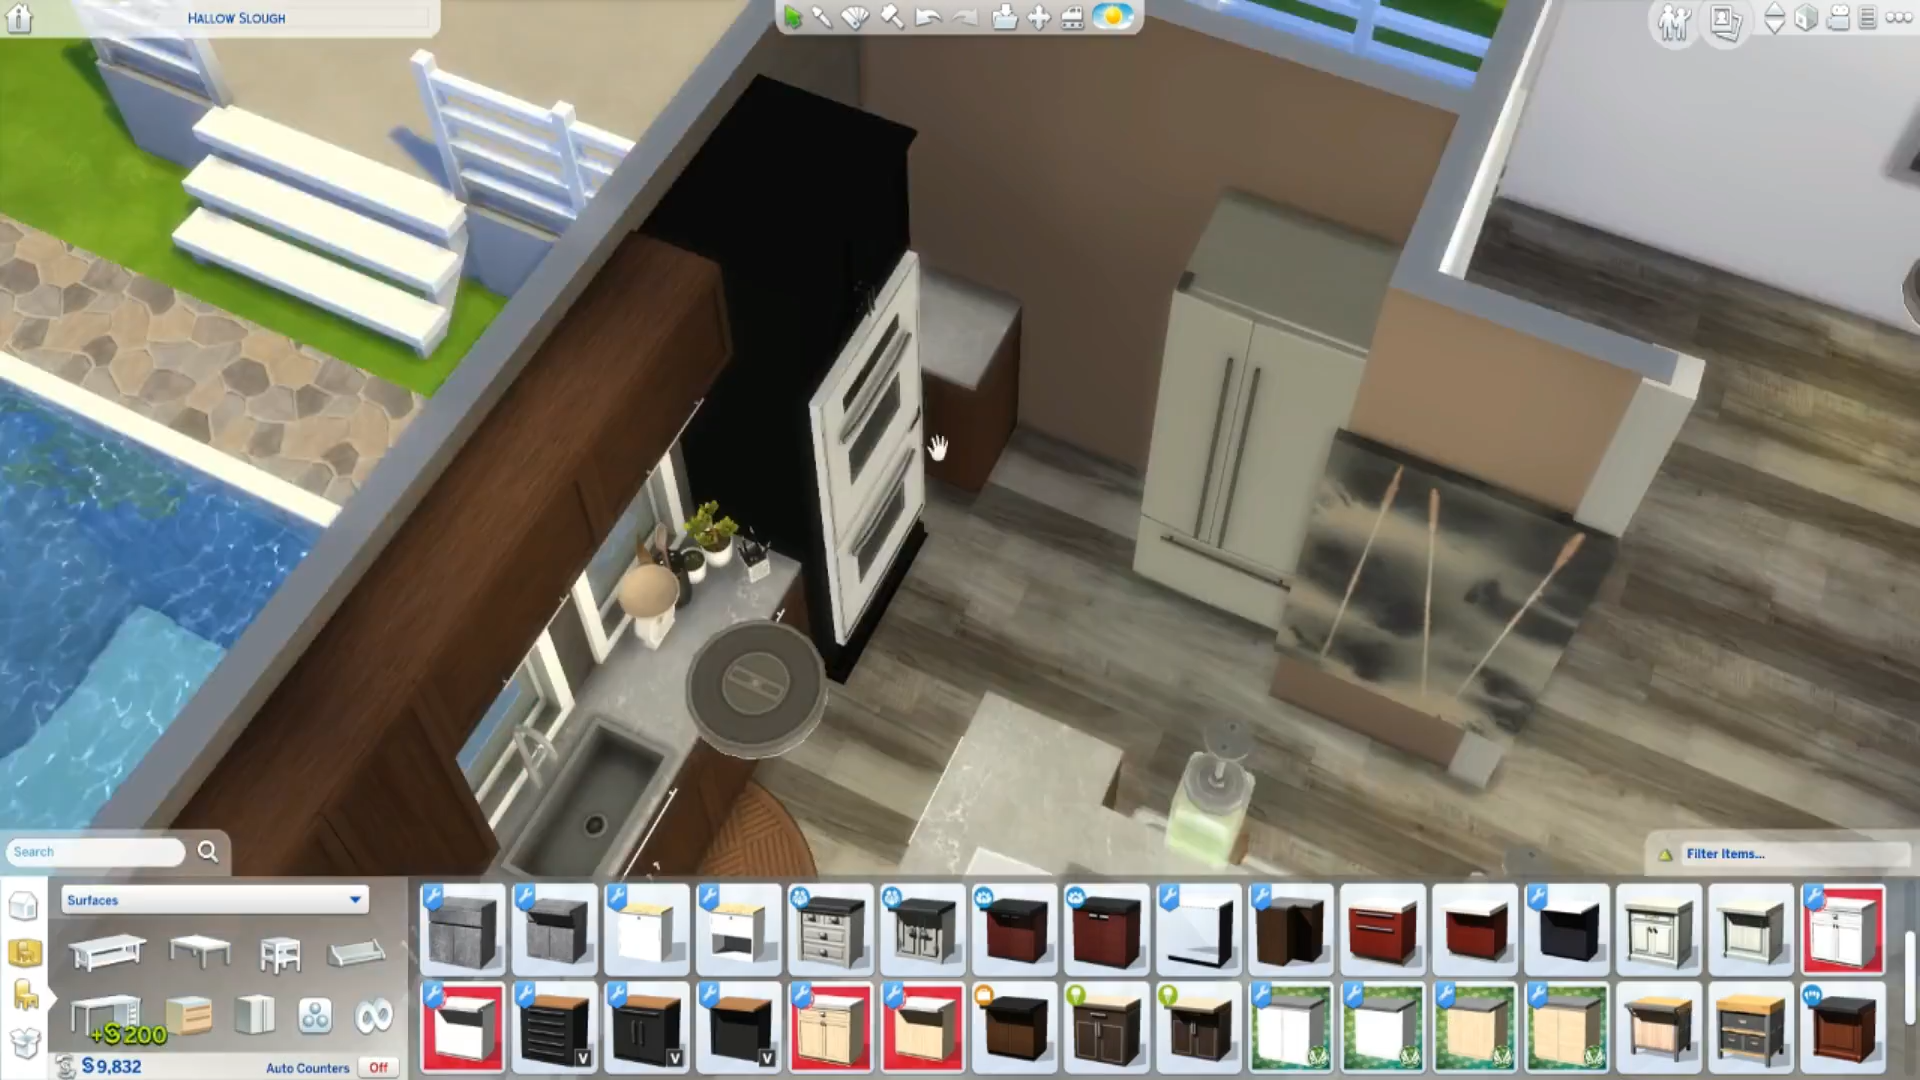 HALLOW SLOUGH
Search
Filter Items...
Surfaces
+§200
§9,832
Auto Counters
Off
V
V
V